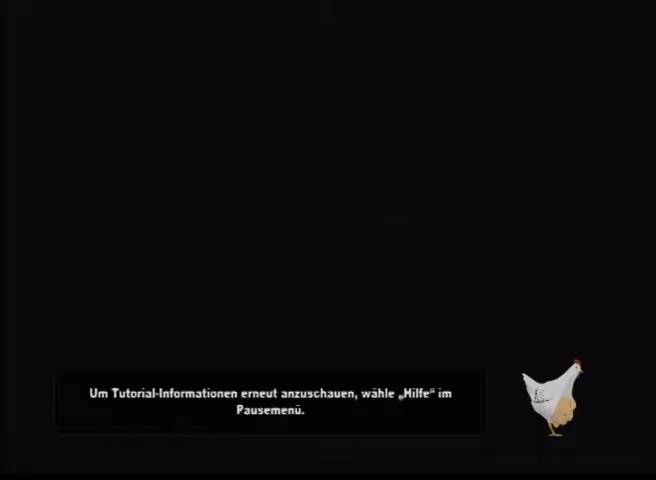 Um Tutorial-Informationen erneut anzuschauen, wähle „Hilfe“ im
Pausemenü.